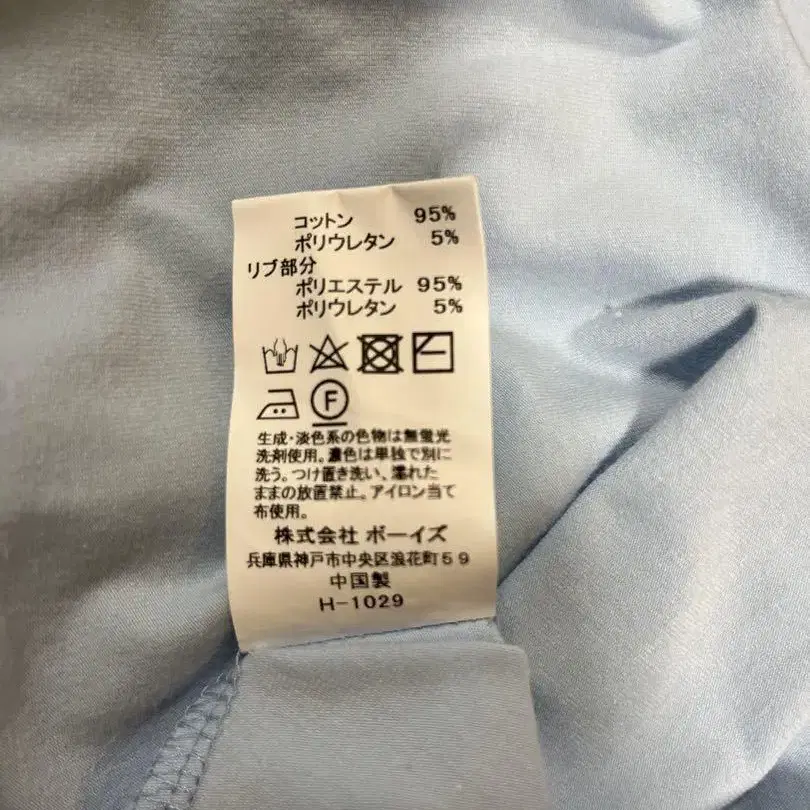 コットン 95%
ポリウレタン 5%
リブ部分
ポリエステル 95%
ポリウレタン 5%
F
生成・淡色系の色物は無蛍光
洗剤使用。濃色は単独で別に
洗う。つけ置き洗い、濡れた
ままの放置禁止。アイロン当て
布使用。
株式会社 ボーイズ
兵庫県神戸市中央区浪花町59
中国製
H-1029